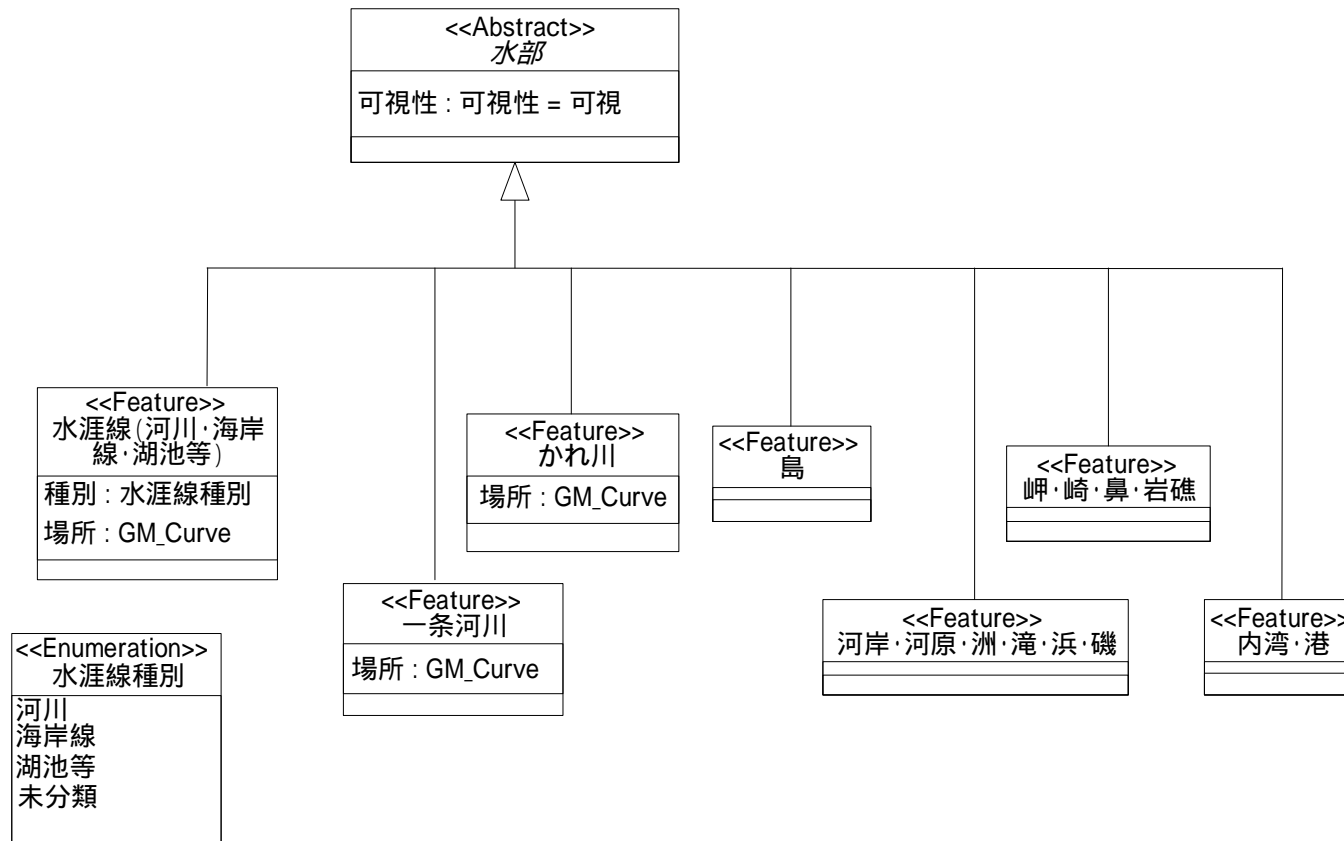 <<Abstract>>
水部
可視性 : 可視性 = 可視
<<Feature>>
水涯線(河川･海岸
線･湖池等)
種別 : 水涯線種別
場所 : GM_Curve
<<Feature>>
かれ川
場所 : GM_Curve
<<Feature>>
島
<<Feature>>
岬･崎･鼻･岩礁
<<Feature>>
一条河川
場所 : GM_Curve
<<Feature>>
河岸･河原･洲･滝･浜･磯
<<Feature>>
内湾･港
<<Enumeration>>
水涯線種別
河川
海岸線
湖池等
未分類